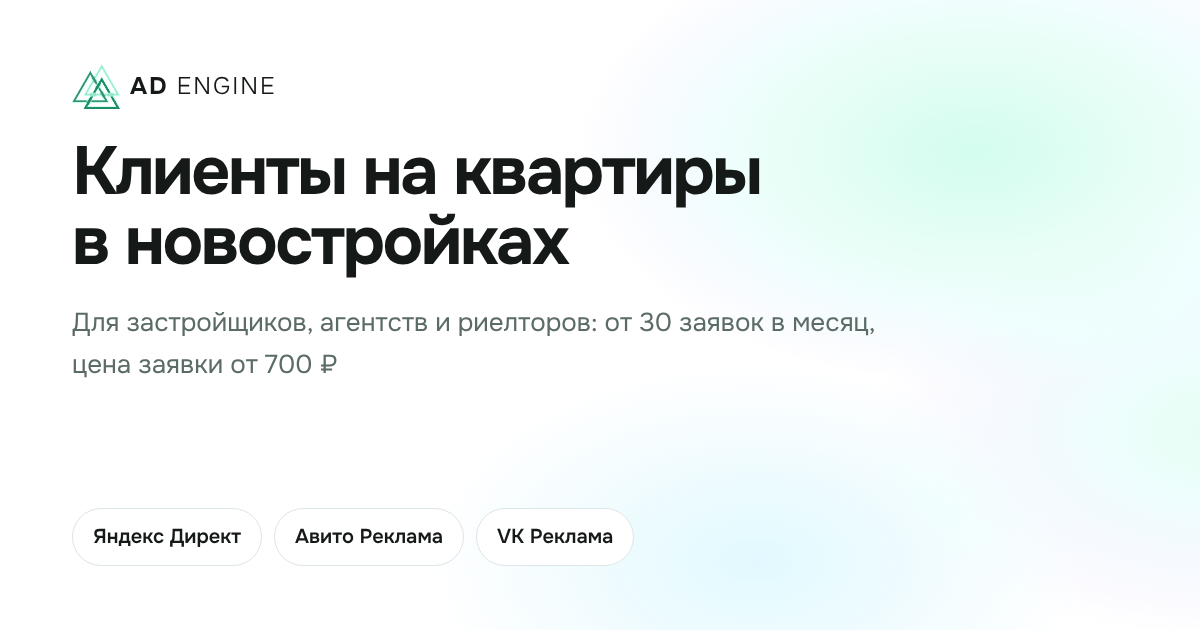 AD ENGINE
Клиенты на квартиры
в новостройках
Для застройщиков, агентств и риелторов: от 30 заявок в месяц,
цена заявки от 700 ₽
Яндекс Директ
Авито Реклама
VK Реклама